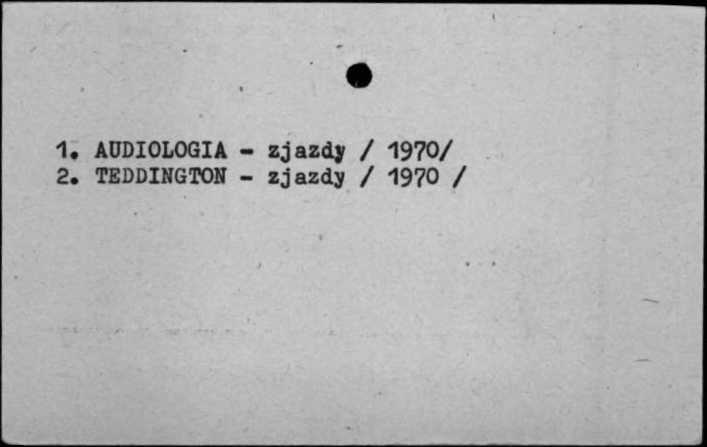 1. AUDIOLOGIA - zjazdy / 1970/
2. TEDDINGTON - zjazdy / 1970 /